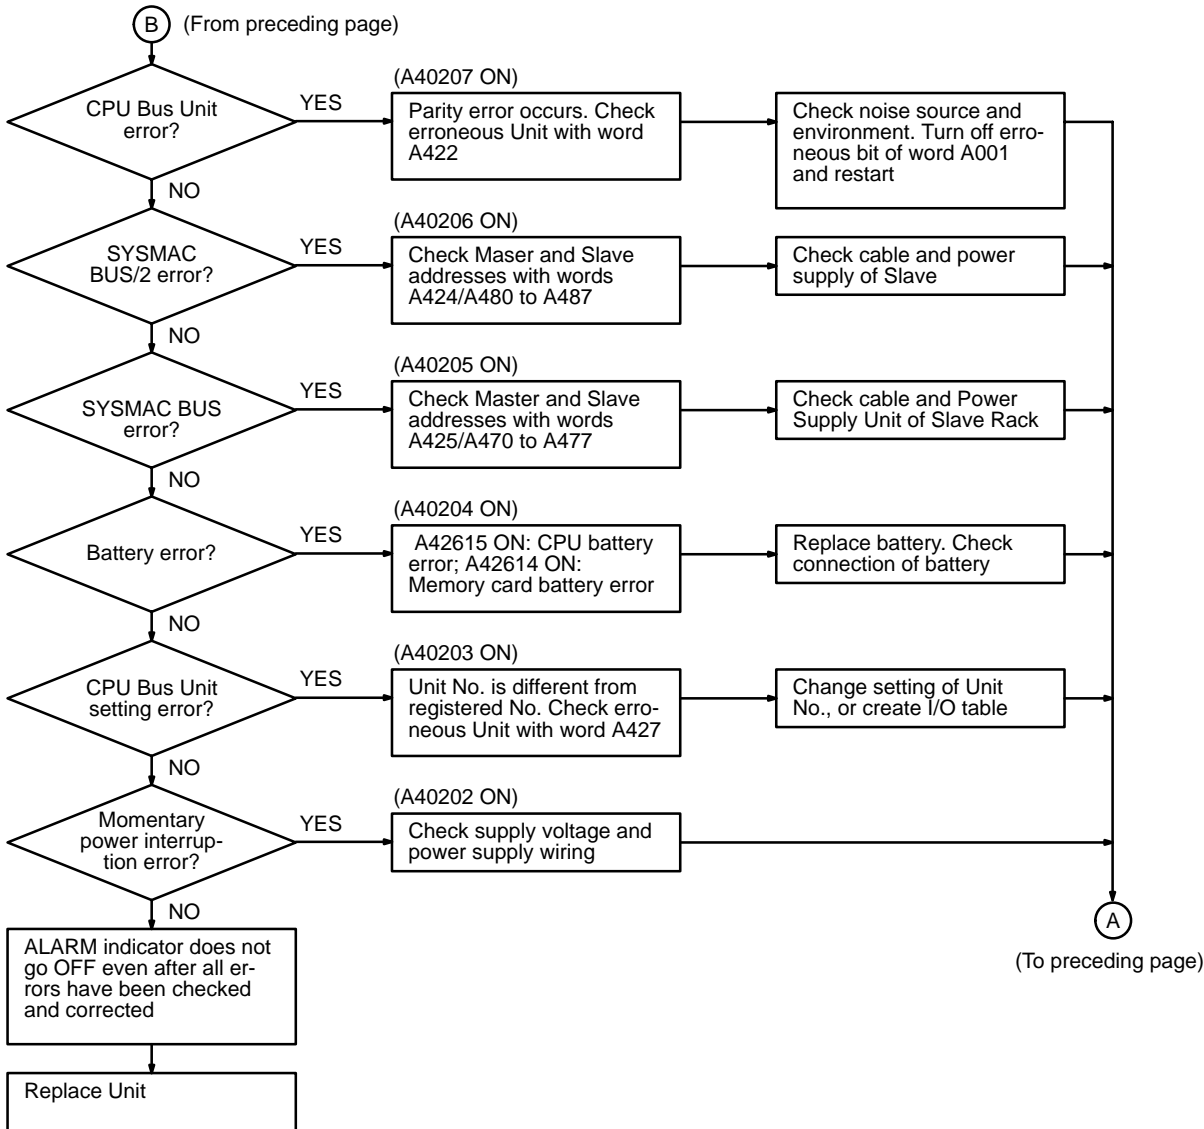 B
(From preceding page)
CPU Bus Unit
error?
YES
(A40207 ON)
Parity error occurs. Check
erroneous Unit with word
A422
Check noise source and
environment. Turn off erro-
neous bit of word A001
and restart
NO
SYSMAC
BUS/2 error?
YES
(A40206 ON)
Check Maser and Slave
addresses with words
A424/A480 to A487
Check cable and power
supply of Slave
NO
SYSMAC BUS
error?
YES
(A40205 ON)
Check Master and Slave
addresses with words
A425/A470 to A477
Check cable and Power
Supply Unit of Slave Rack
NO
Battery error?
YES
(A40204 ON)
A42615 ON: CPU battery
error; A42614 ON:
Memory card battery error
Replace battery. Check
connection of battery
NO
CPU Bus Unit
setting error?
YES
(A40203 ON)
Unit No. is different from
registered No. Check erro-
neous Unit with word A427
Change setting of Unit
No., or create I/O table
NO
Momentary
power interrup-
tion error?
YES
(A40202 ON)
Check supply voltage and
power supply wiring
NO
A
(To preceding page)
ALARM indicator does not
go OFF even after all er-
rors have been checked
and corrected
Replace Unit